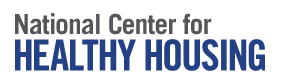 National Center for
HEALTHY HOUSING